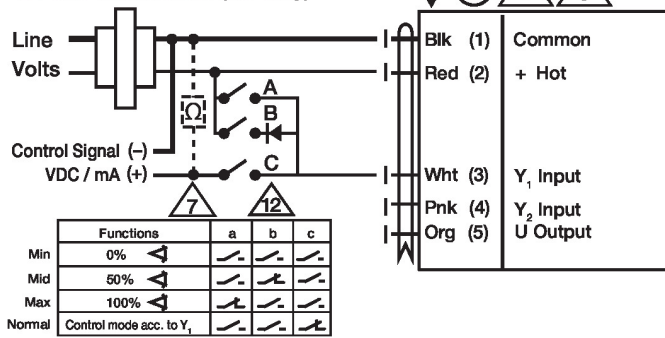 Line
Volts
Blk (1) Common
Red (2) + Hot
A
B
C
Ω
Control Signal (–)
VDC / mA (+)
Wht (3) Y₁ Input
Pnk (4) Y₂ Input
Org (5) U Output
7
12
Functions a b c
Min 0%
Mid 50%
Max 100%
Normal Control mode acc. to Y₁